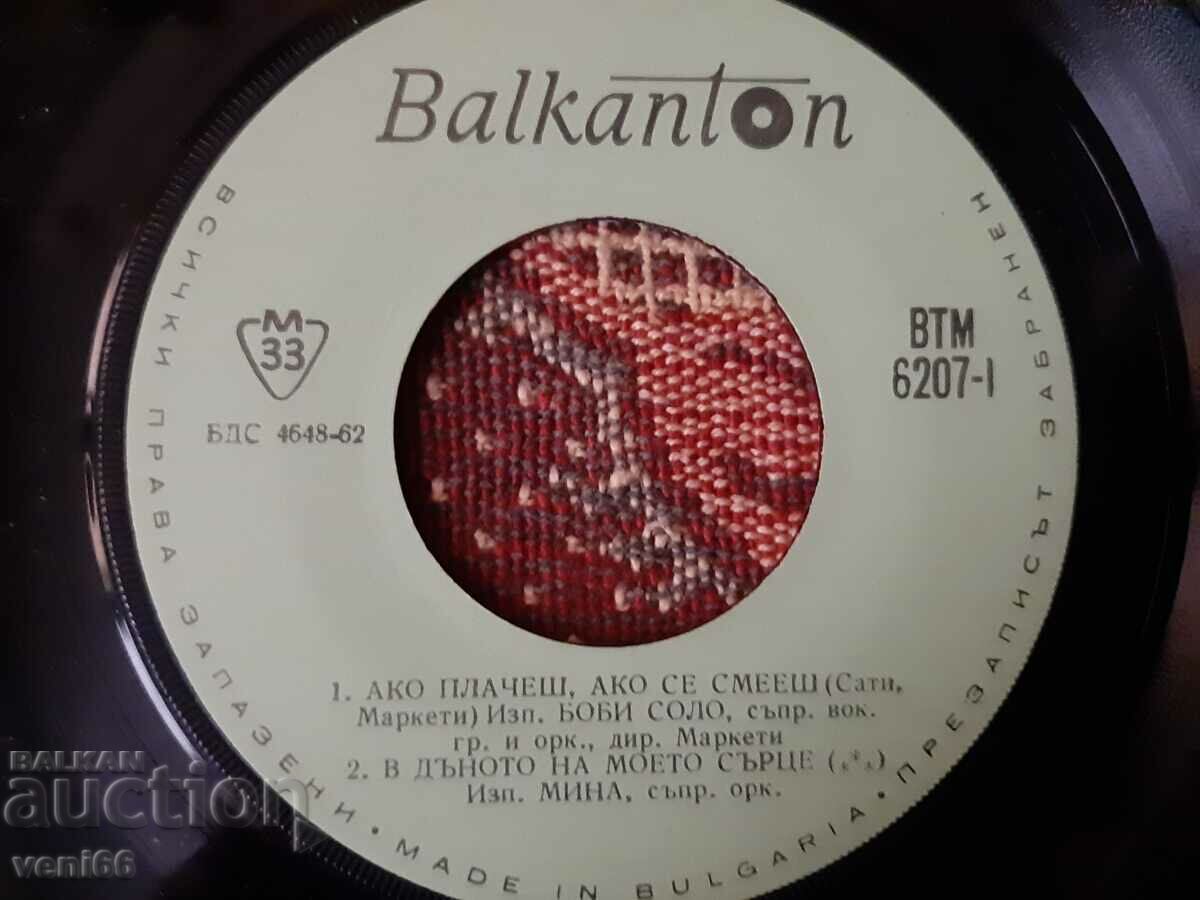 Balkanton
ВСИЧКИ ПРАВА ЗАПАЗЕНИ • MADE IN BULGARIA • ПРЕЗАПИСЪТ ЗАБРАНЕН
М
33
БДС 4648-62
ВТМ
6207-I
1. АКО ПЛАЧЕШ, АКО СЕ СМЕЕШ (Сати,
Маркети) Изп. БОБИ СОЛО, съпр. вок.
гр. и орк., дир. Маркети
2. В ДЪНОТО НА МОЕТО СЪРЦЕ („*„)
Изп. МИНА, съпр. орк.
BALKAN
auction
veni66